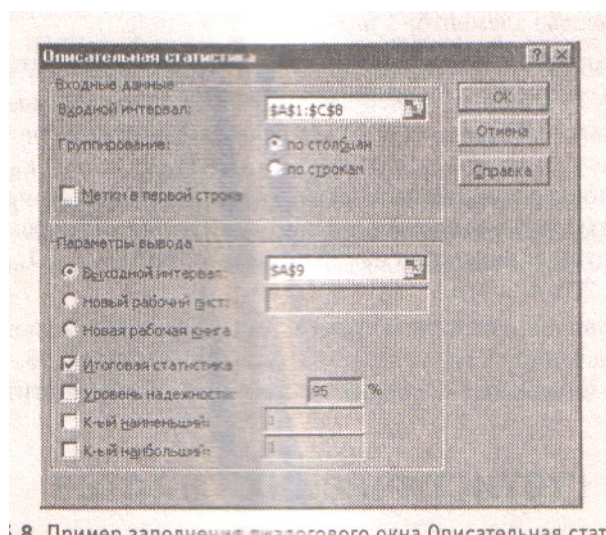 Описательная статистика
Входные данные
Входной интервал: $A$1:$C$8
Группирование: по столбцам
по строкам
Метки в первой строке
OK
Отмена
Справка
Параметры вывода
Выходной интервал: $A$9
Новый рабочий лист:
Новая рабочая книга
Итоговая статистика
Уровень надежности: 95 %
К-ый наименьший: 1
К-ый наибольший: 1
8. Пример заполнения диалогового окна Описательная стат